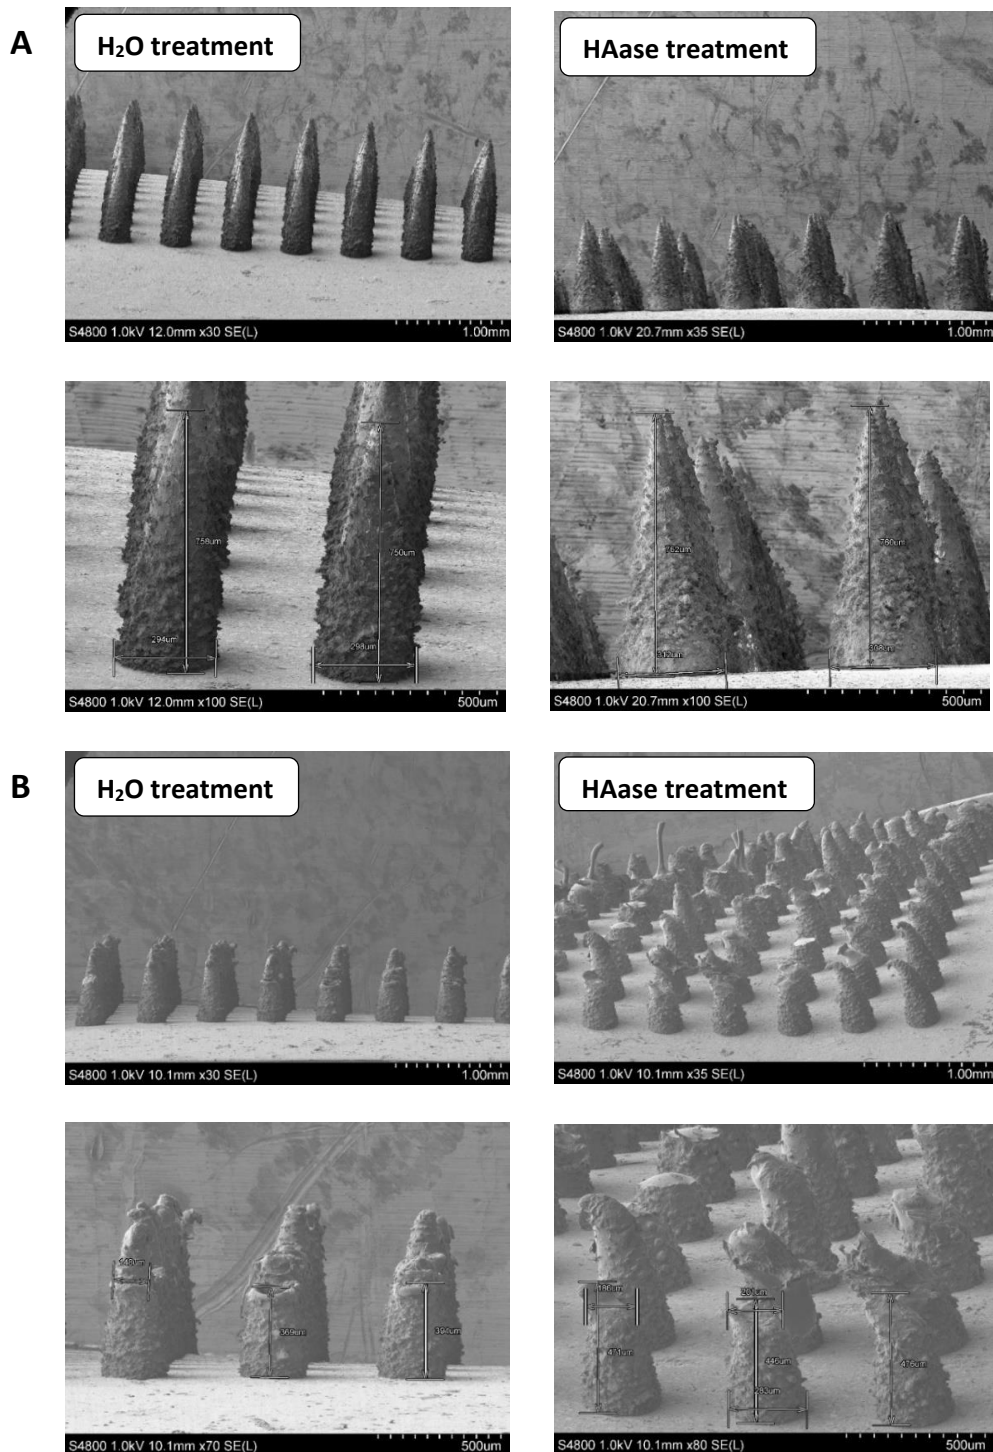 A
H₂O treatment
HAase treatment
S4800 1.0kV 12.0mm x30 SE(L) 1.00mm
S4800 1.0kV 20.7mm x35 SE(L) 1.00mm
758um
750um
294um
298um
762um
760um
312um
308um
S4800 1.0kV 12.0mm x100 SE(L) 500um
S4800 1.0kV 20.7mm x100 SE(L) 500um
B
H₂O treatment
HAase treatment
S4800 1.0kV 10.1mm x30 SE(L) 1.00mm
S4800 1.0kV 10.1mm x35 SE(L) 1.00mm
369um
471um
S4800 1.0kV 10.1mm x70 SE(L) 500um
S4800 1.0kV 10.1mm x80 SE(L) 500um